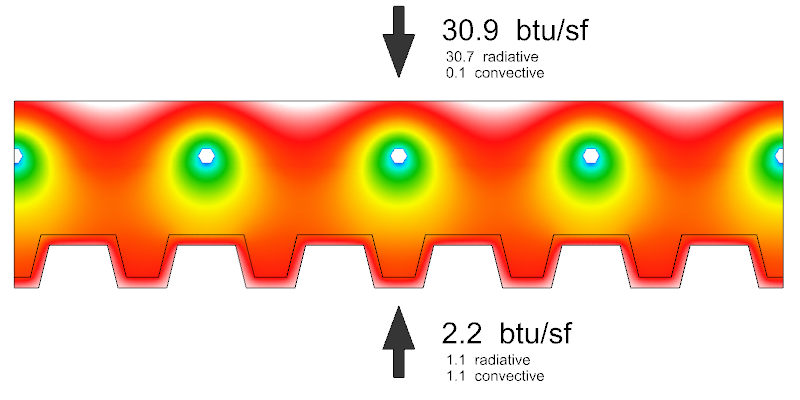 30.9 btu/sf
30.7 radiative
0.1 convective
2.2 btu/sf
1.1 radiative
1.1 convective